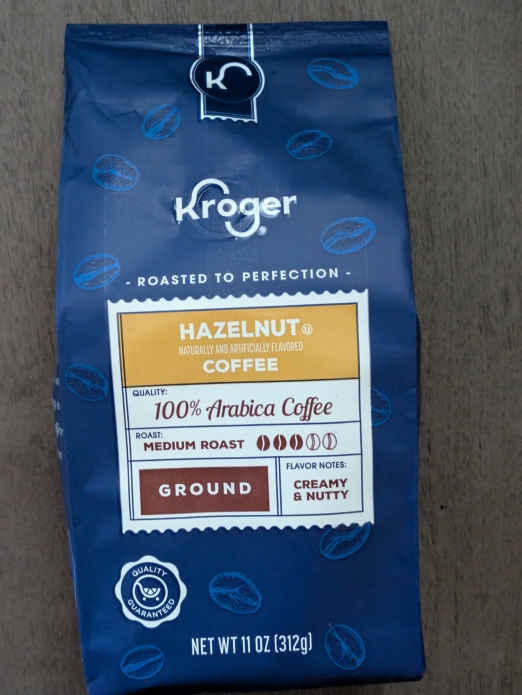 K
Kroger®
- ROASTED TO PERFECTION -
HAZELNUT Ⓤ
NATURALLY AND ARTIFICIALLY FLAVORED
COFFEE
QUALITY:
100% Arabica Coffee
ROAST:
MEDIUM ROAST
GROUND
FLAVOR NOTES:
CREAMY
& NUTTY
QUALITY
GUARANTEED
NET WT 11 OZ (312g)